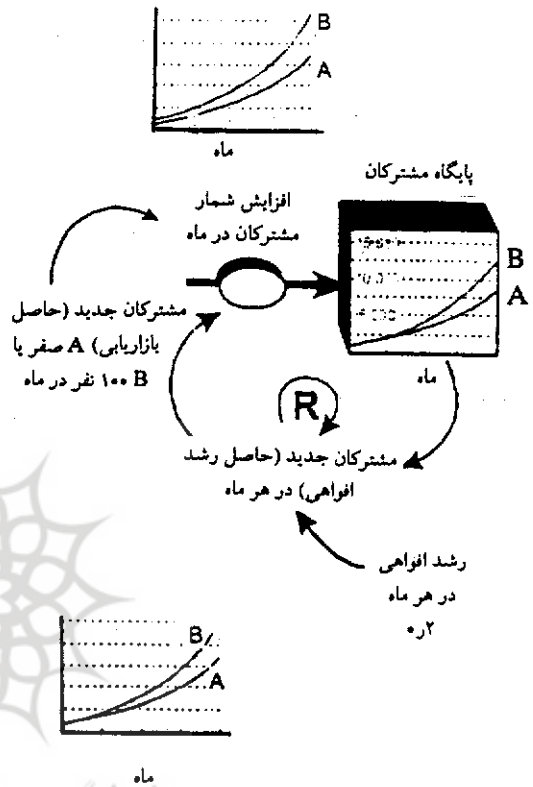 B
A
ماه
پایگاه مشترکان
افزایش شمار
مشترکان در ماه
B
A
ماه
مشترکان جدید (حاصل
بازاریابی) A صفر یا
B ۱۰۰ نفر در ماه
R
مشترکان جدید (حاصل رشد
افواهی) در هر ماه
رشد افواهی
در هر ماه
۰٫۲
B
A
ماه